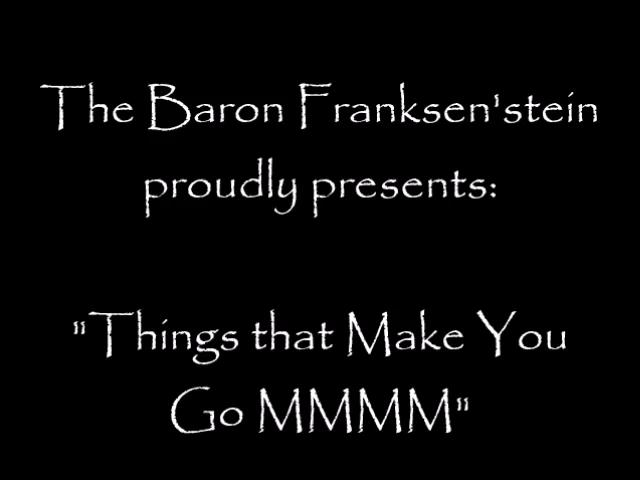 The Baron Franksen'stein
proudly presents:
"Things that Make You
Go MMMM"